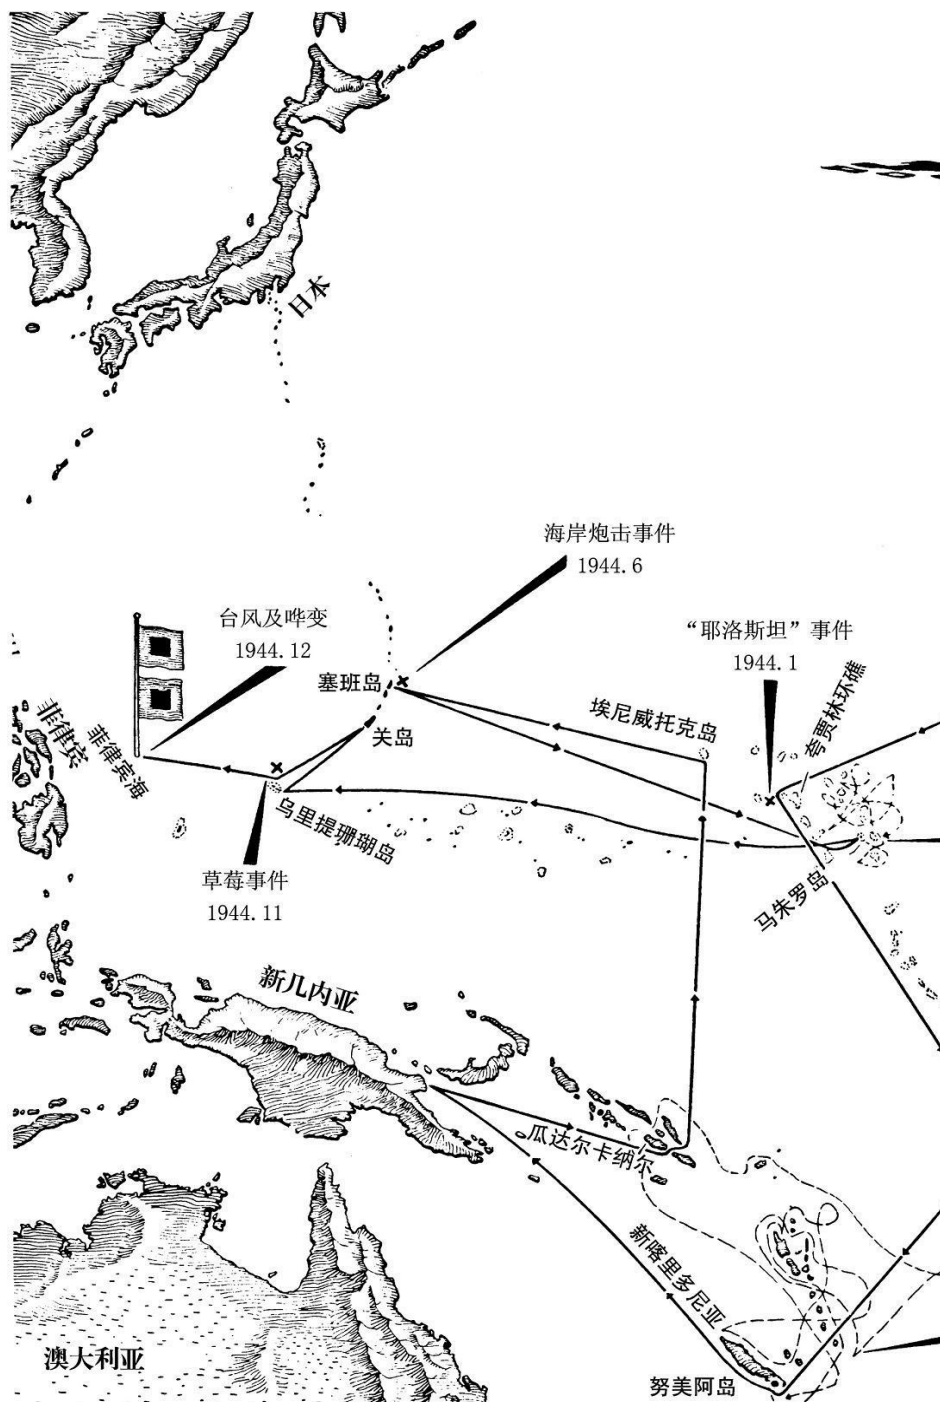 日本
海岸炮击事件
1944.6
台风及哗变
1944.12
“耶洛斯坦”事件
1944.1
夸贾林环礁
塞班岛
埃尼威托克岛
关岛
菲律宾
菲律宾海
乌里提珊瑚岛
草莓事件
1944.11
马朱罗岛
新几内亚
瓜达尔卡纳尔
新喀里多尼亚
澳大利亚
努美阿岛